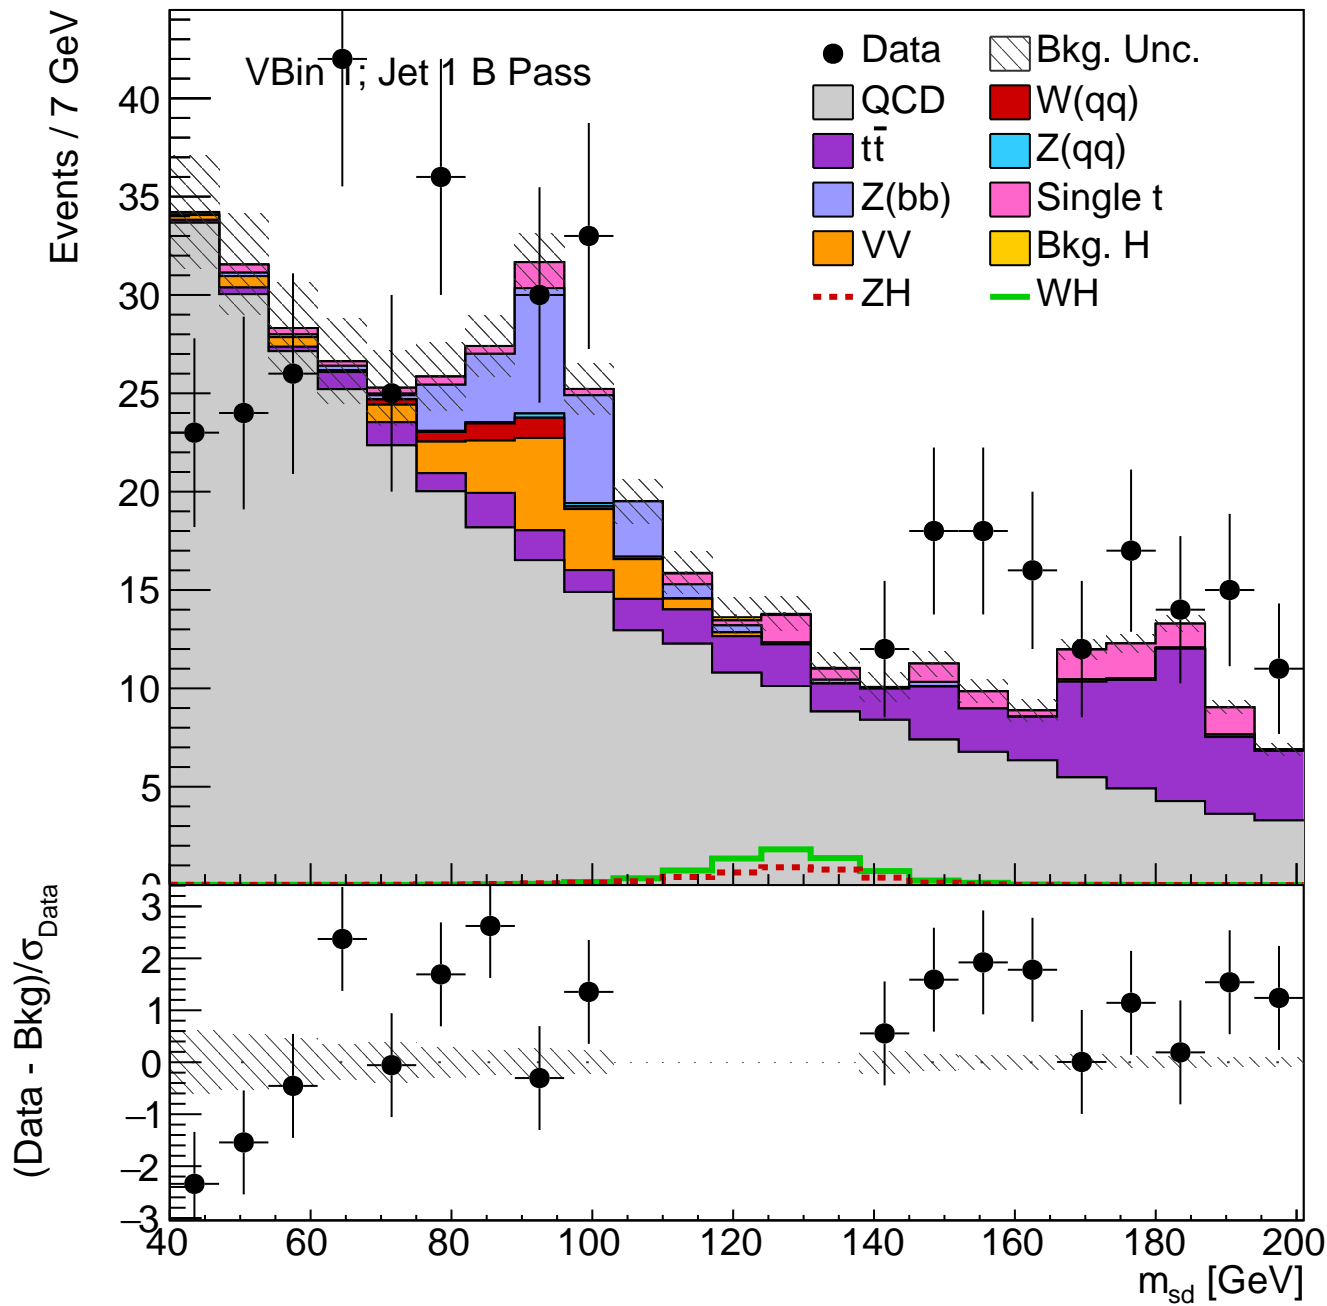 VBin 1; Jet 1 B Pass
Data
Bkg. Unc.
QCD
W(qq)
tt̄
Z(qq)
Z(bb)
Single t
VV
Bkg. H
ZH
WH
Events / 7 GeV
40
35
30
25
20
15
10
5
0
(Data - Bkg)/σ_Data
3
2
1
0
−1
−2
−3
40 60 80 100 120 140 160 180 200
m_sd [GeV]